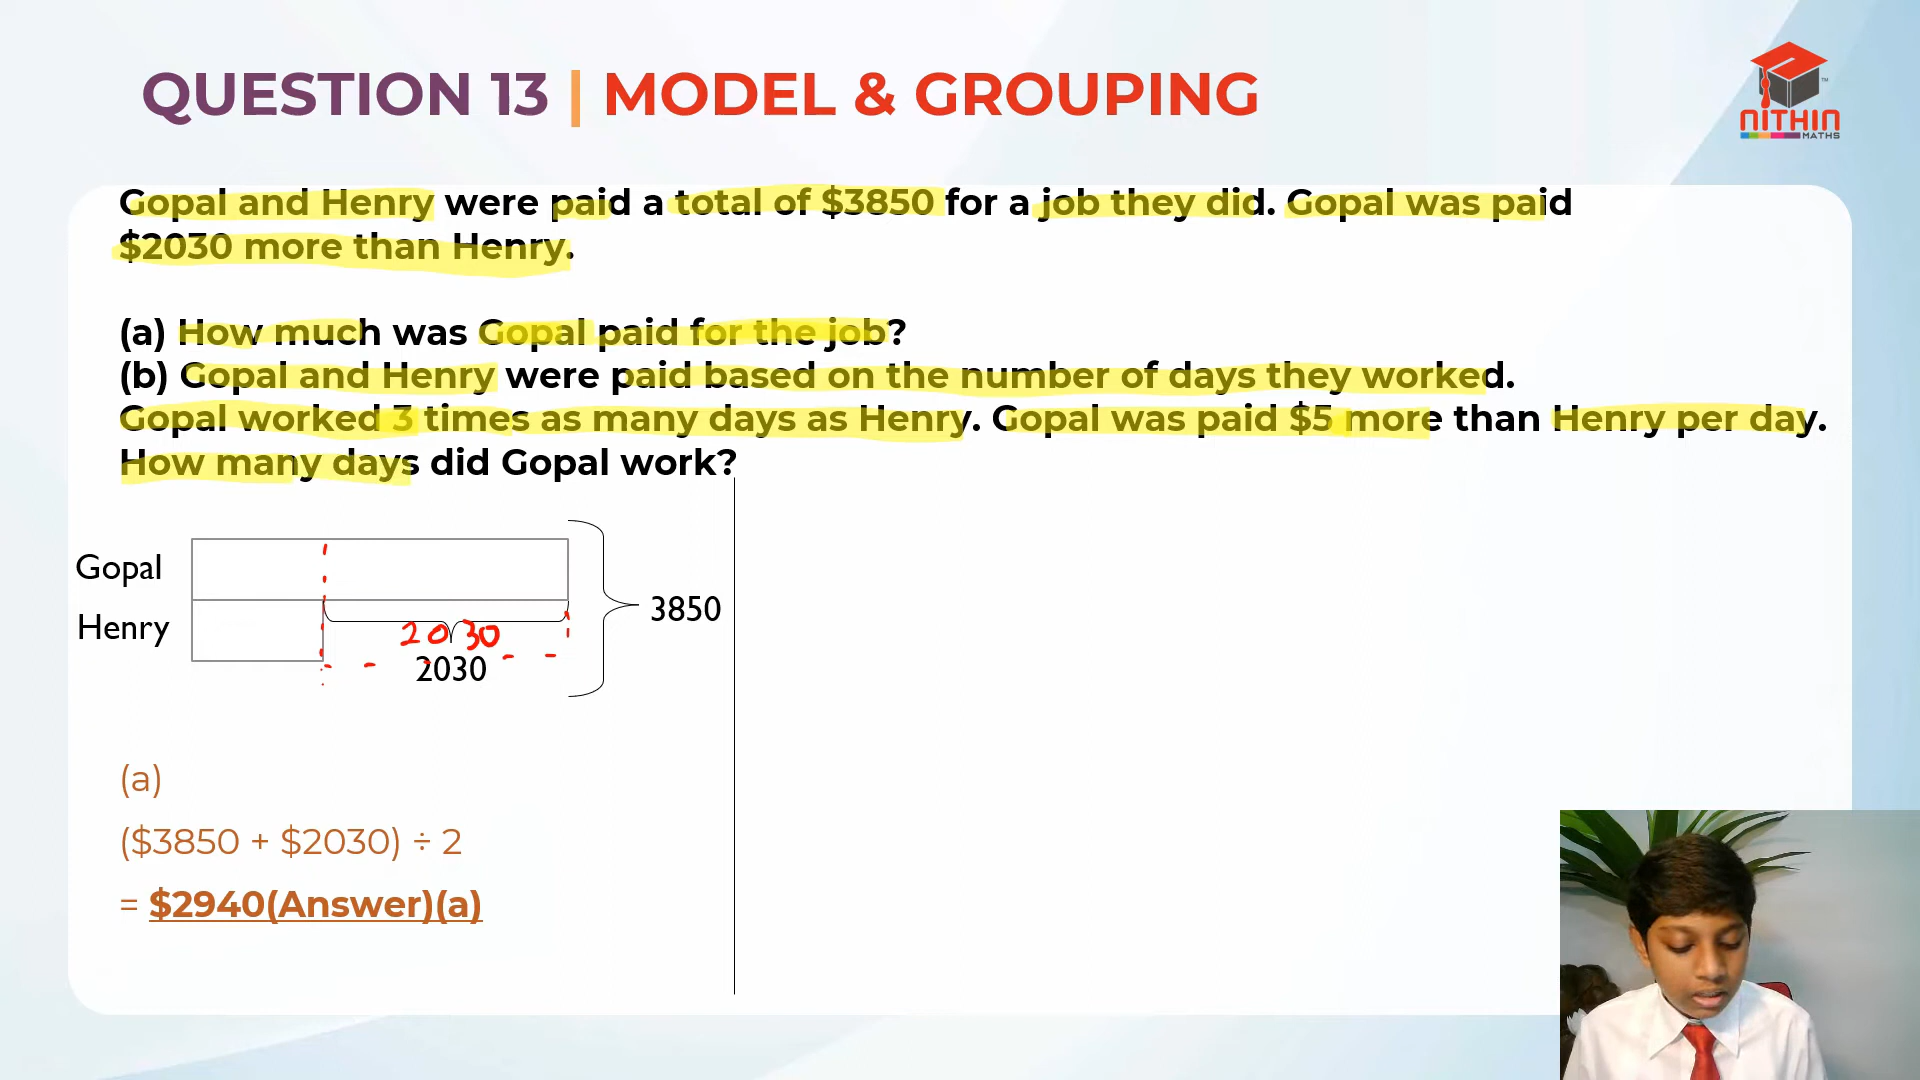 QUESTION 13 | MODEL & GROUPING
NITHIN
MATHS
TM
Gopal and Henry were paid a total of $3850 for a job they did. Gopal was paid
$2030 more than Henry.
(a) How much was Gopal paid for the job?
(b) Gopal and Henry were paid based on the number of days they worked.
Gopal worked 3 times as many days as Henry. Gopal was paid $5 more than Henry per day.
How many days did Gopal work?
Gopal
Henry
2030
2030
3850
(a)
($3850 + $2030) ÷ 2
= $2940(Answer)(a)